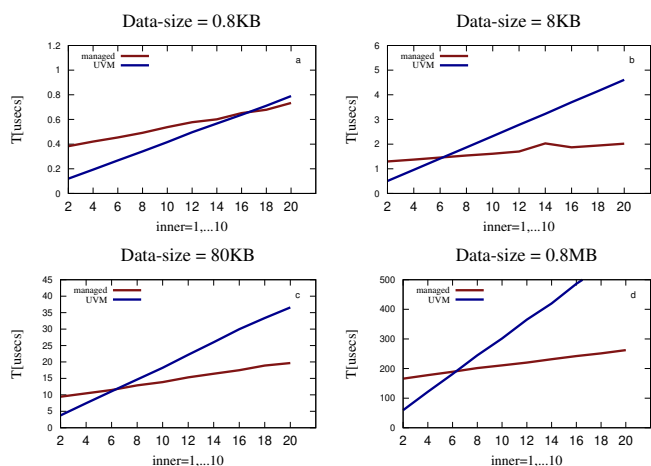 Data-size = 0.8KB
managed
UVM
a
T[usecs]
0
0.2
0.4
0.6
0.8
1
1.2
2 4 6 8 10 12 14 16 18 20
inner=1,...10
Data-size = 8KB
managed
UVM
b
T[usecs]
0
1
2
3
4
5
6
2 4 6 8 10 12 14 16 18 20
inner=1,...10
Data-size = 80KB
managed
UVM
c
T[usecs]
0
5
10
15
20
25
30
35
40
45
2 4 6 8 10 12 14 16 18 20
inner=1,...10
Data-size = 0.8MB
managed
UVM
d
T[usecs]
0
100
200
300
400
500
2 4 6 8 10 12 14 16 18 20
inner=1,...10